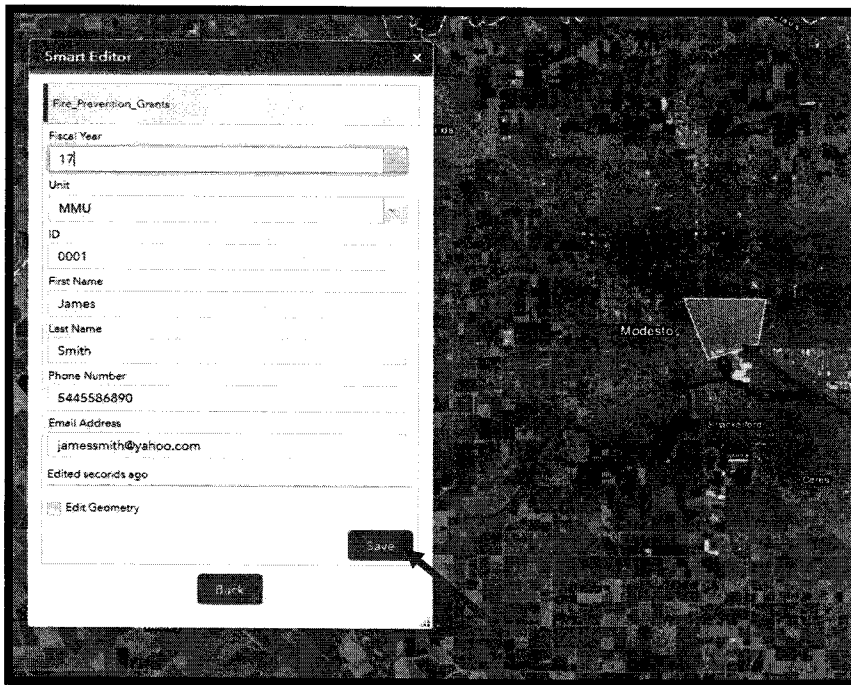 Smart Editor
×
Fire_Prevention_Grants
Fiscal Year
17
Unit
MMU
ID
0001
First Name
James
Last Name
Smith
Phone Number
5445586890
Email Address
jamessmith@yahoo.com
Edited seconds ago
Edit Geometry
Save
Back
Modesto
Shackelford